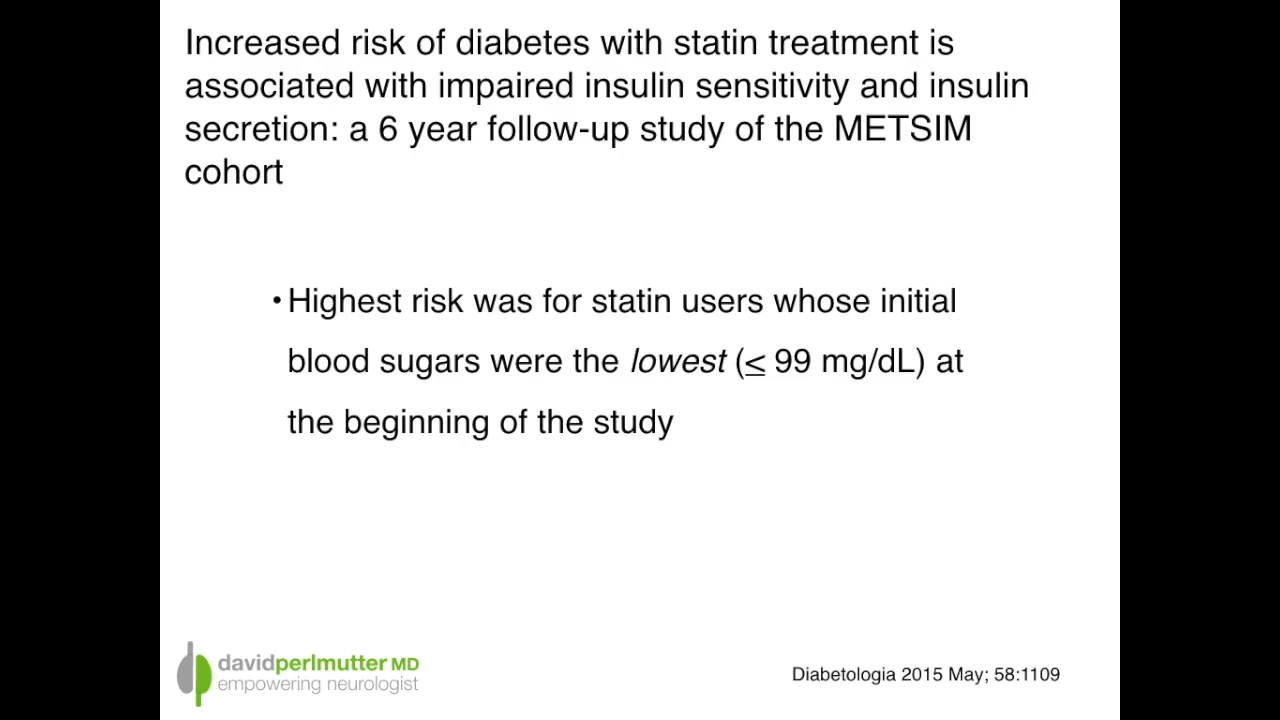 Increased risk of diabetes with statin treatment is
associated with impaired insulin sensitivity and insulin
secretion: a 6 year follow-up study of the METSIM
cohort
• Highest risk was for statin users whose initial
blood sugars were the lowest (≤ 99 mg/dL) at
the beginning of the study
davidperlmutter MD
empowering neurologist
Diabetologia 2015 May; 58:1109